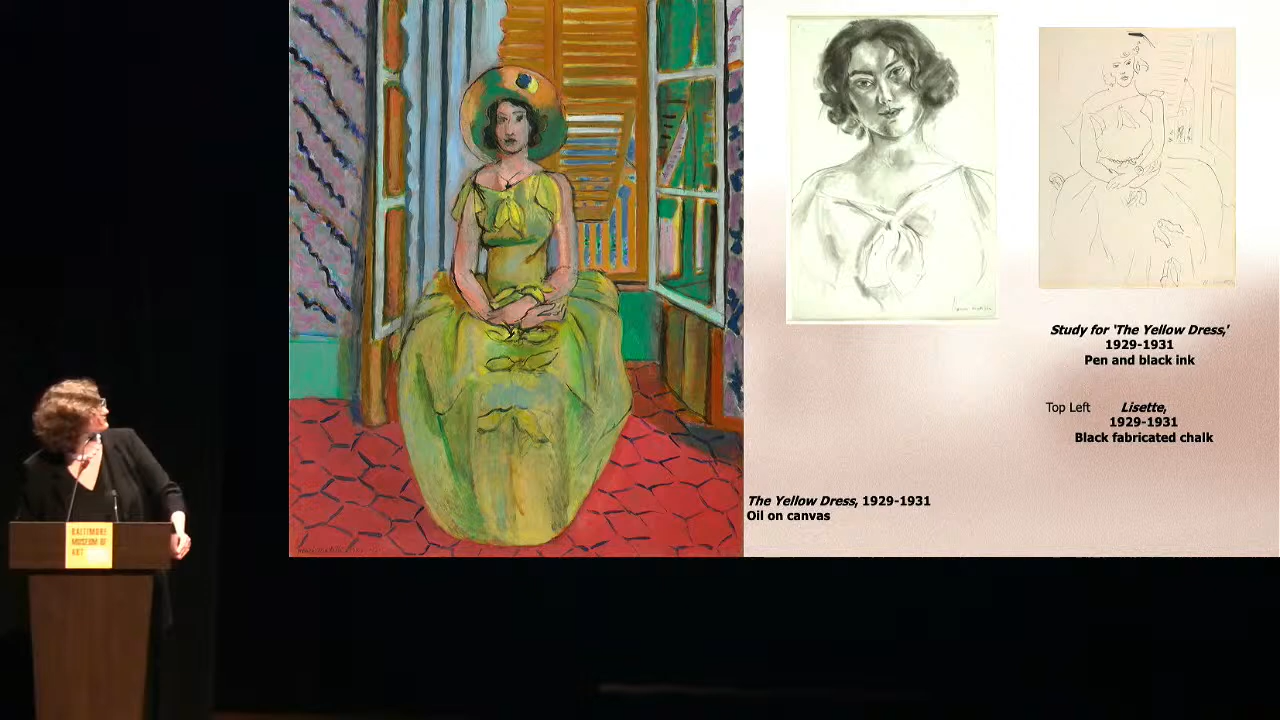 BALTIMORE
MUSEUM OF
ART
Study for 'The Yellow Dress,'
1929-1931
Pen and black ink
Top Left Lisette,
1929-1931
Black fabricated chalk
The Yellow Dress, 1929-1931
Oil on canvas